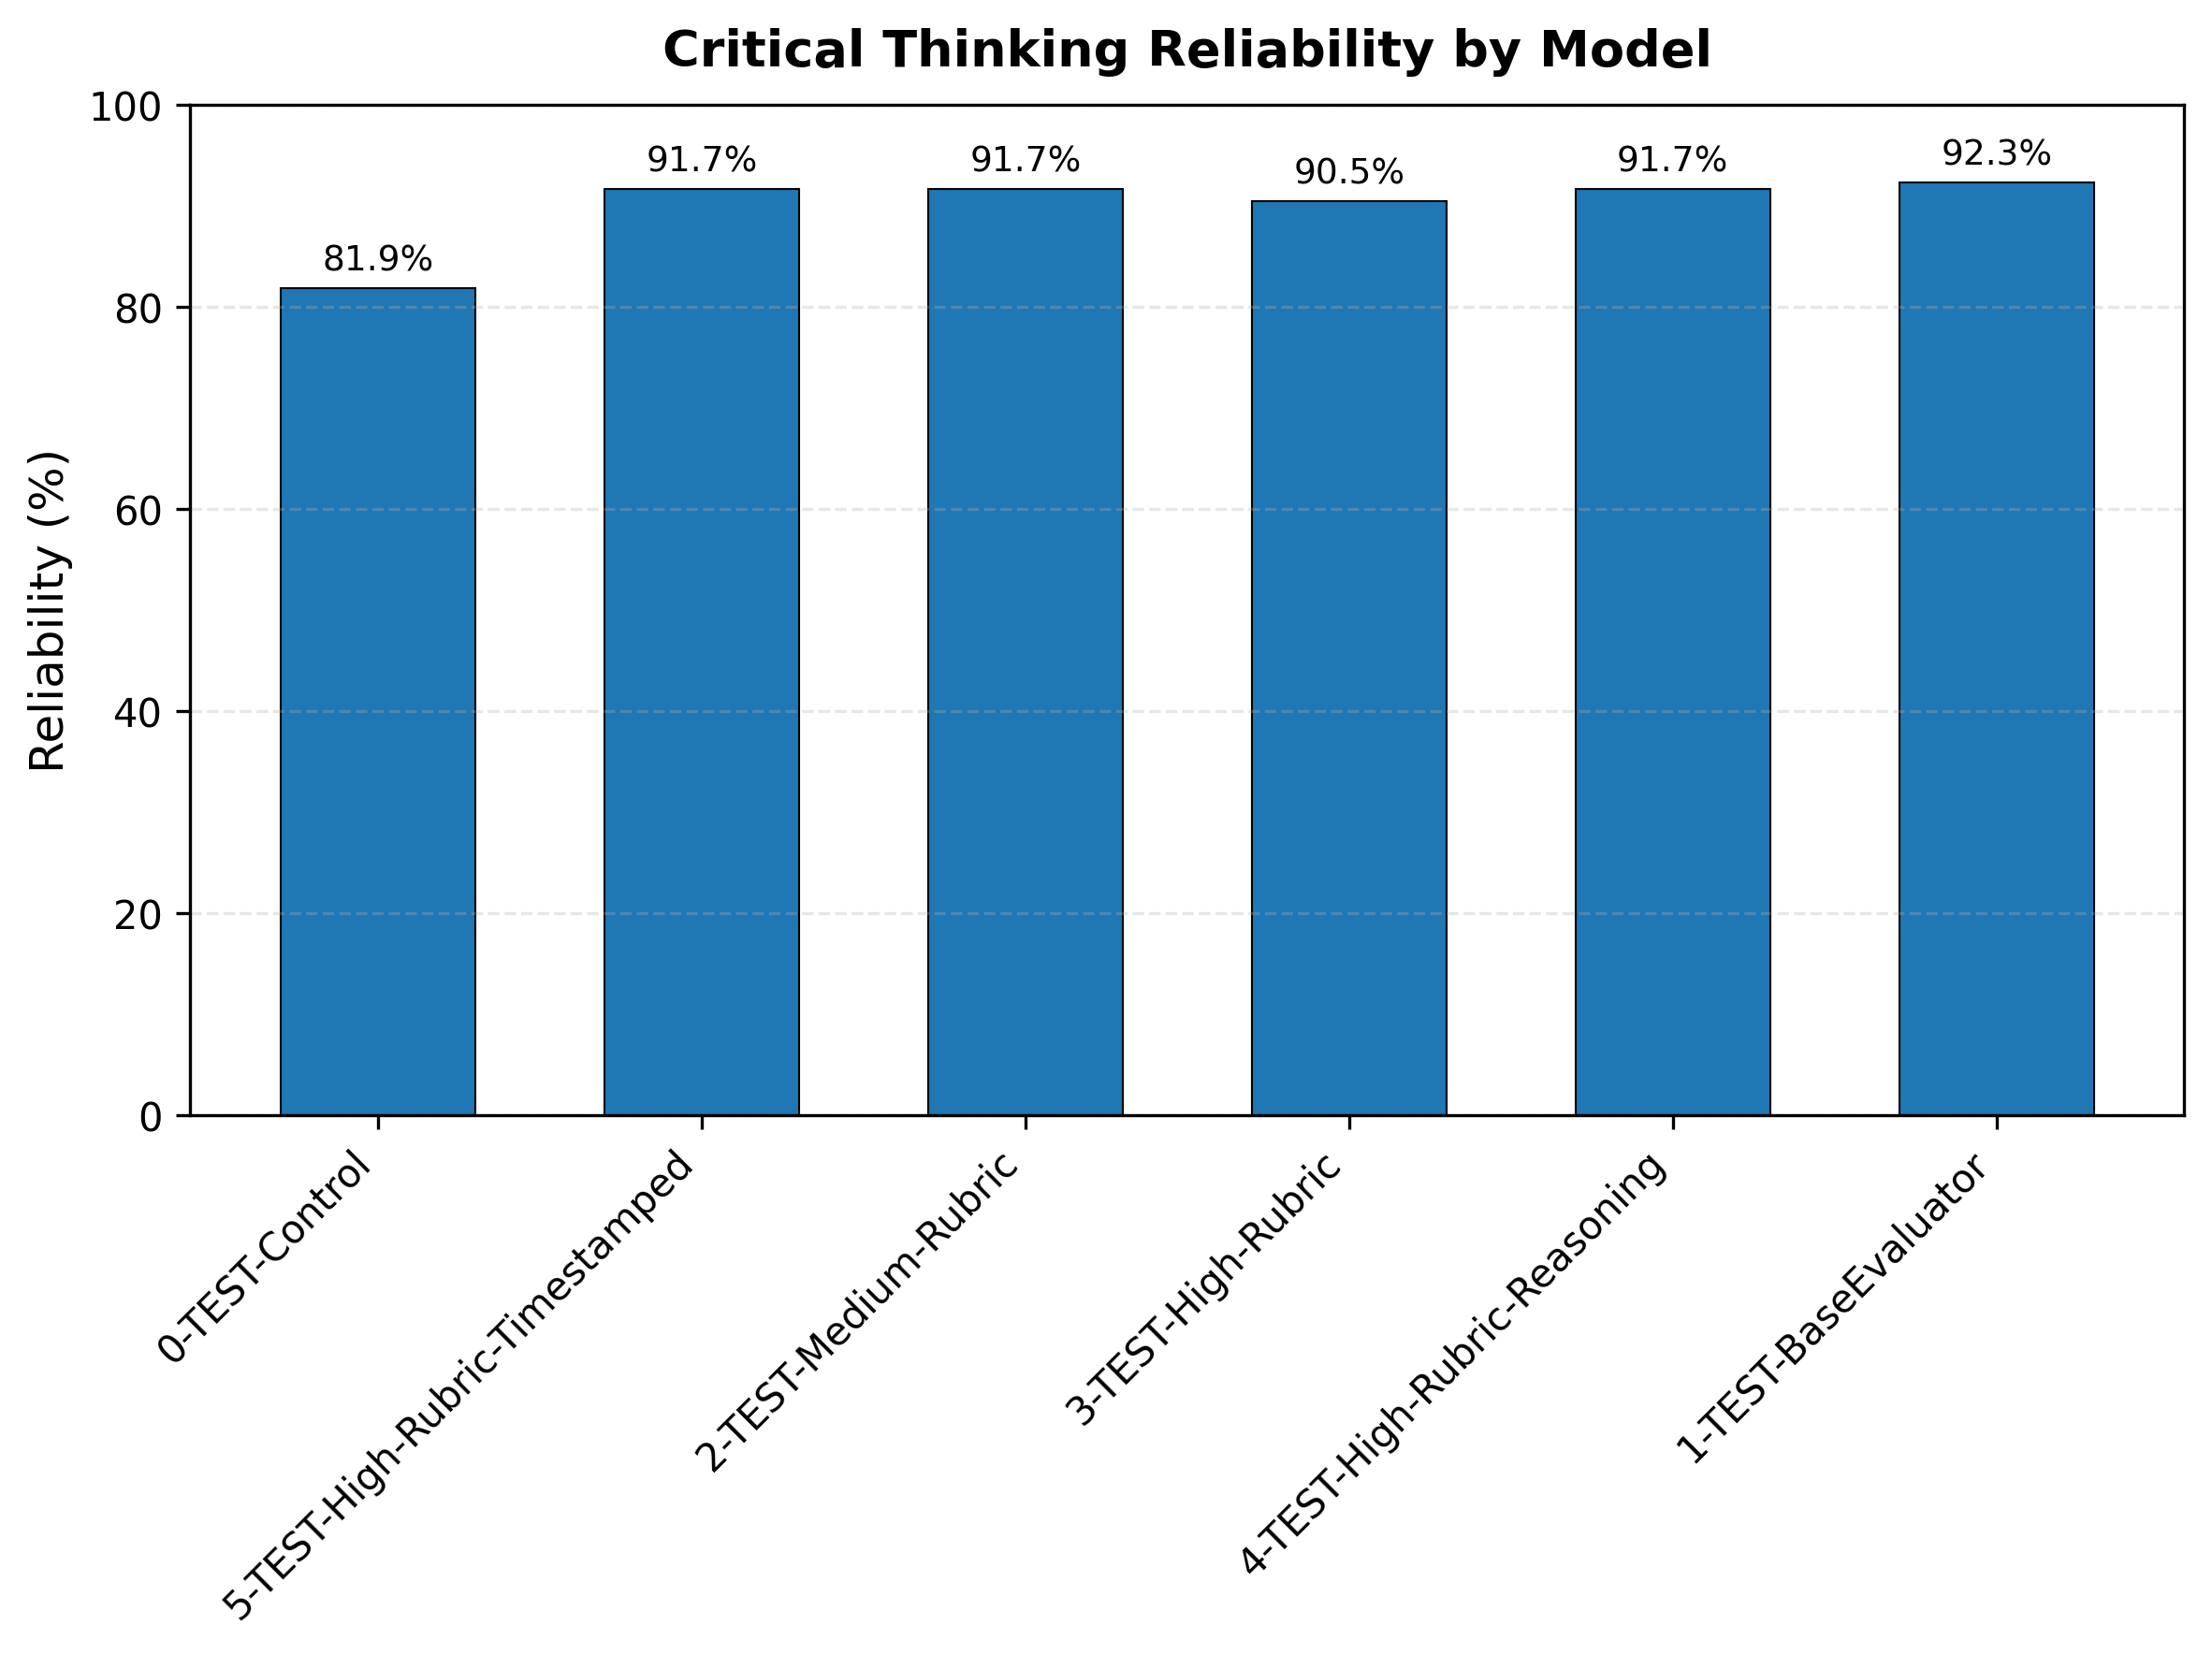 Critical Thinking Reliability by Model
Reliability (%)
100
80
60
40
20
0
81.9%
91.7%
91.7%
90.5%
91.7%
92.3%
0-TEST-Control
5-TEST-High-Rubric-Timestamped
2-TEST-Medium-Rubric
3-TEST-High-Rubric
4-TEST-High-Rubric-Reasoning
1-TEST-BaseEvaluator